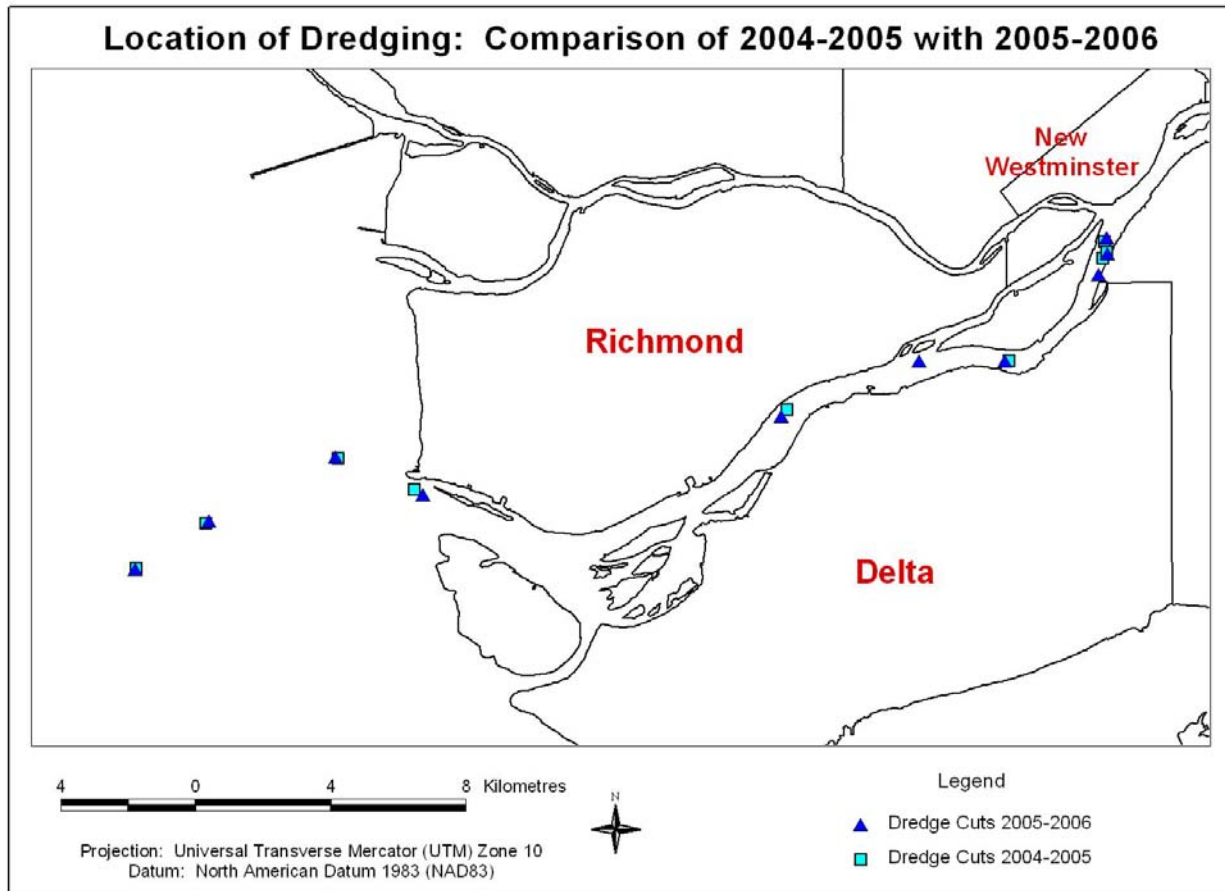 Location of Dredging: Comparison of 2004-2005 with 2005-2006
New
Westminster
Richmond
Delta
4 0 4 8 Kilometres
N
Projection: Universal Transverse Mercator (UTM) Zone 10
Datum: North American Datum 1983 (NAD83)
Legend
Dredge Cuts 2005-2006
Dredge Cuts 2004-2005